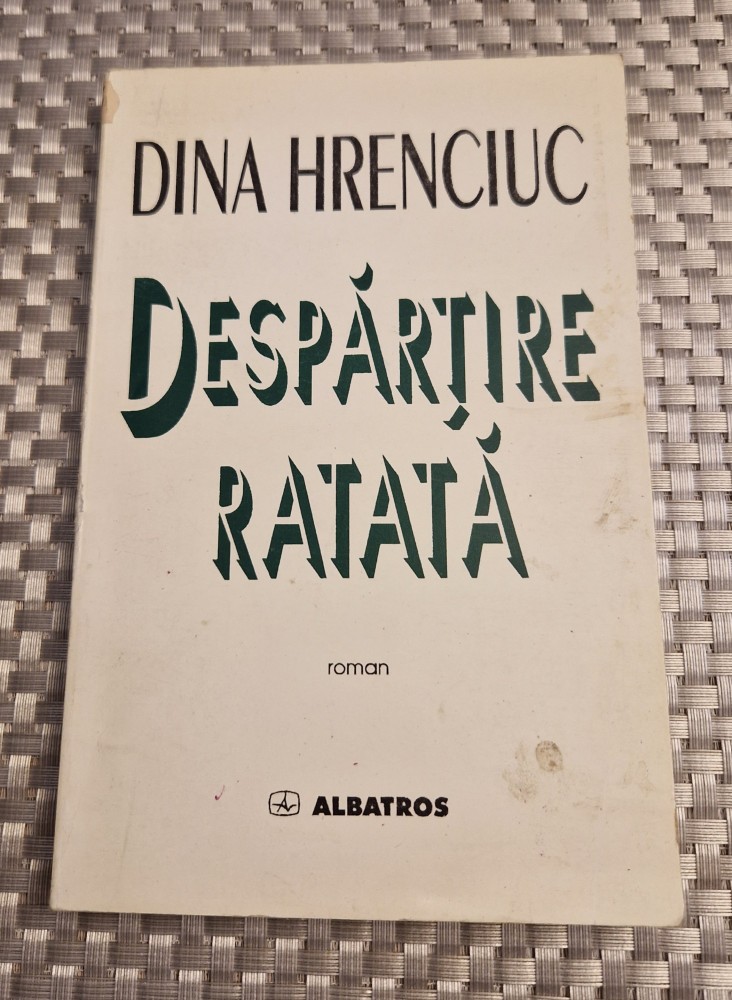 DINA HRENCIUC
DESPĂRȚIRE
RATATĂ
roman
ALBATROS